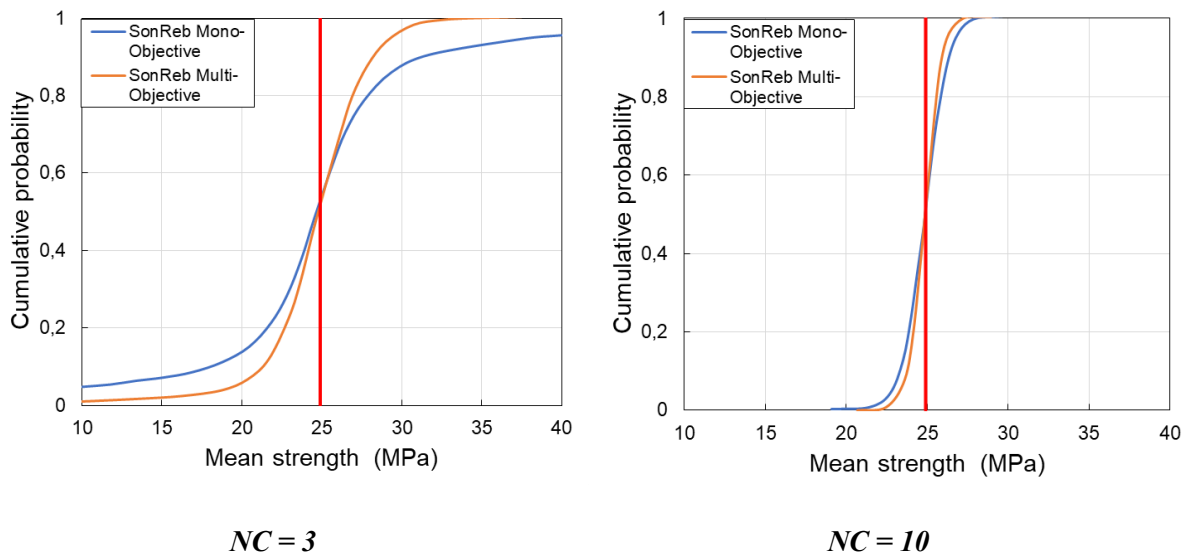 SonReb Mono-
Objective
SonReb Multi-
Objective
Cumulative probability
1
0,8
0,6
0,4
0,2
0
10
15
20
25
30
35
40
Mean strength (MPa)
NC = 3
SonReb Mono-
Objective
SonReb Multi-
Objective
Cumulative probability
1
0,8
0,6
0,4
0,2
0
10
15
20
25
30
35
40
Mean strength (MPa)
NC = 10